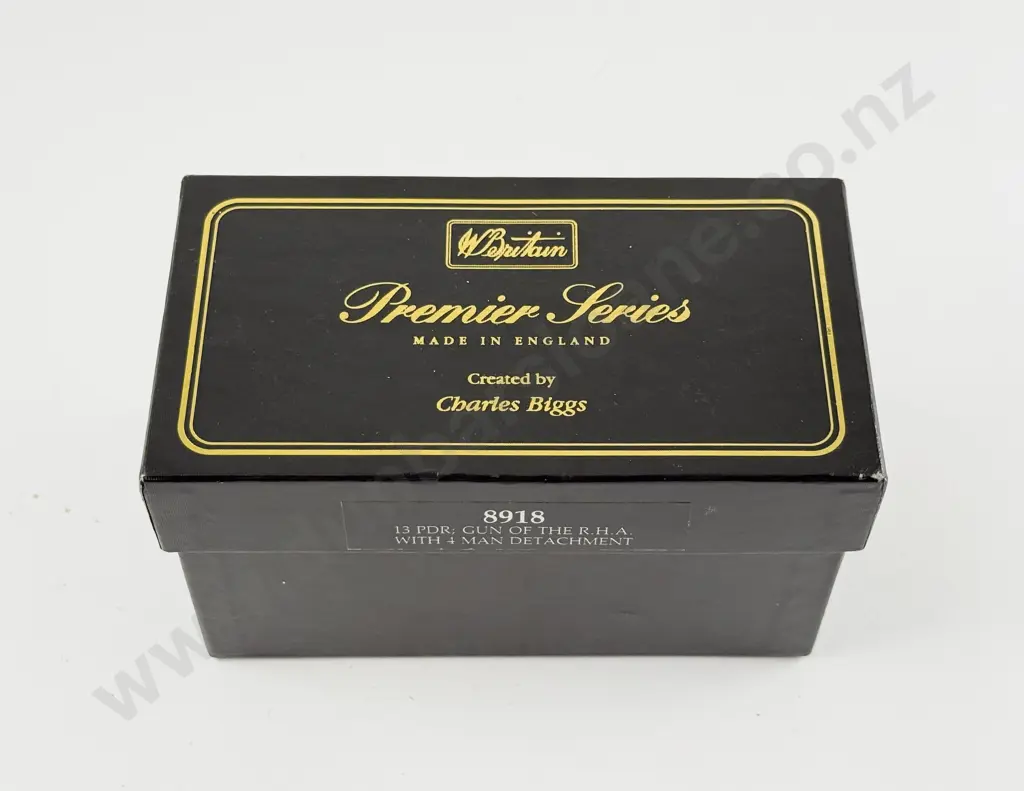 W Britain
Premier Series
MADE IN ENGLAND
Created by
Charles Biggs
8918
13 PDR; GUN OF THE R.H.A.
WITH 4 MAN DETACHMENT